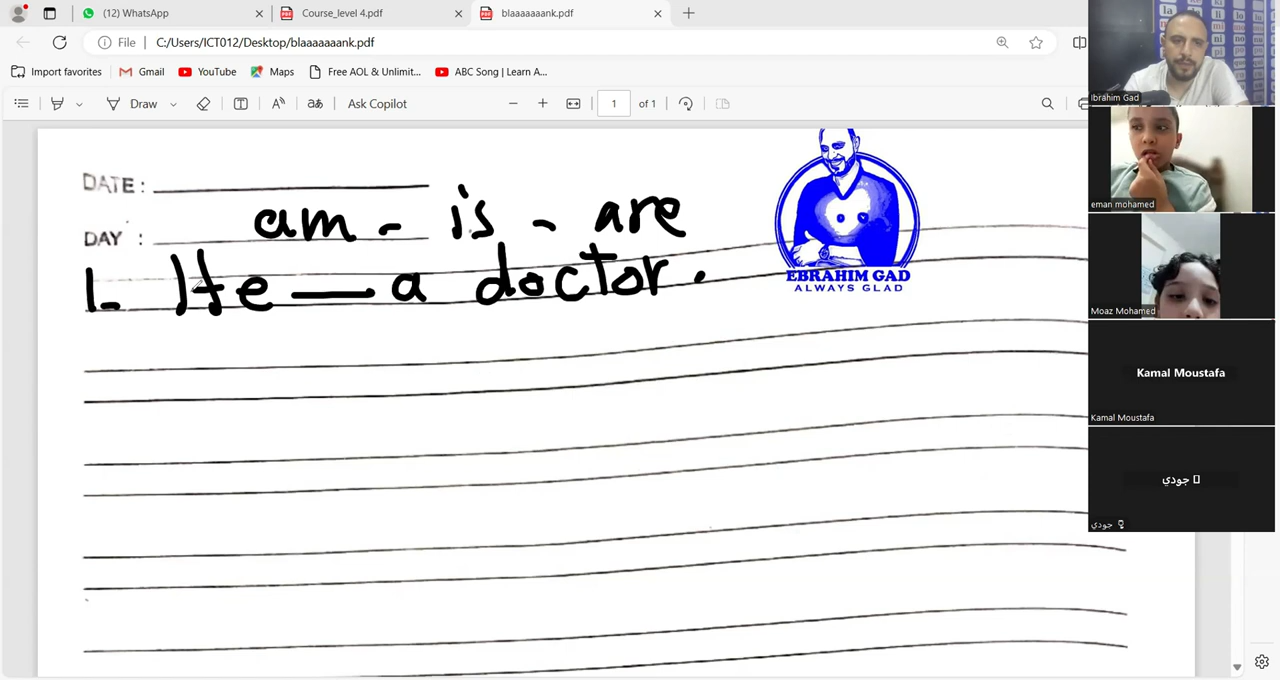 (12) WhatsApp
Course_level 4.pdf
blaaaaaaank.pdf
File
C:/Users/ICT012/Desktop/blaaaaaaank.pdf
Import favorites
Gmail
YouTube
Maps
Free AOL & Unlimit...
ABC Song | Learn A...
Draw
Ask Copilot
1 of 1
DATE :
DAY :
am - is - are
1- He — a doctor.
EBRAHIM GAD
ALWAYS GLAD
Ibrahim Gad
eman mohamed
Moaz Mohamed
Kamal Moustafa
Kamal Moustafa
جودي
جودي